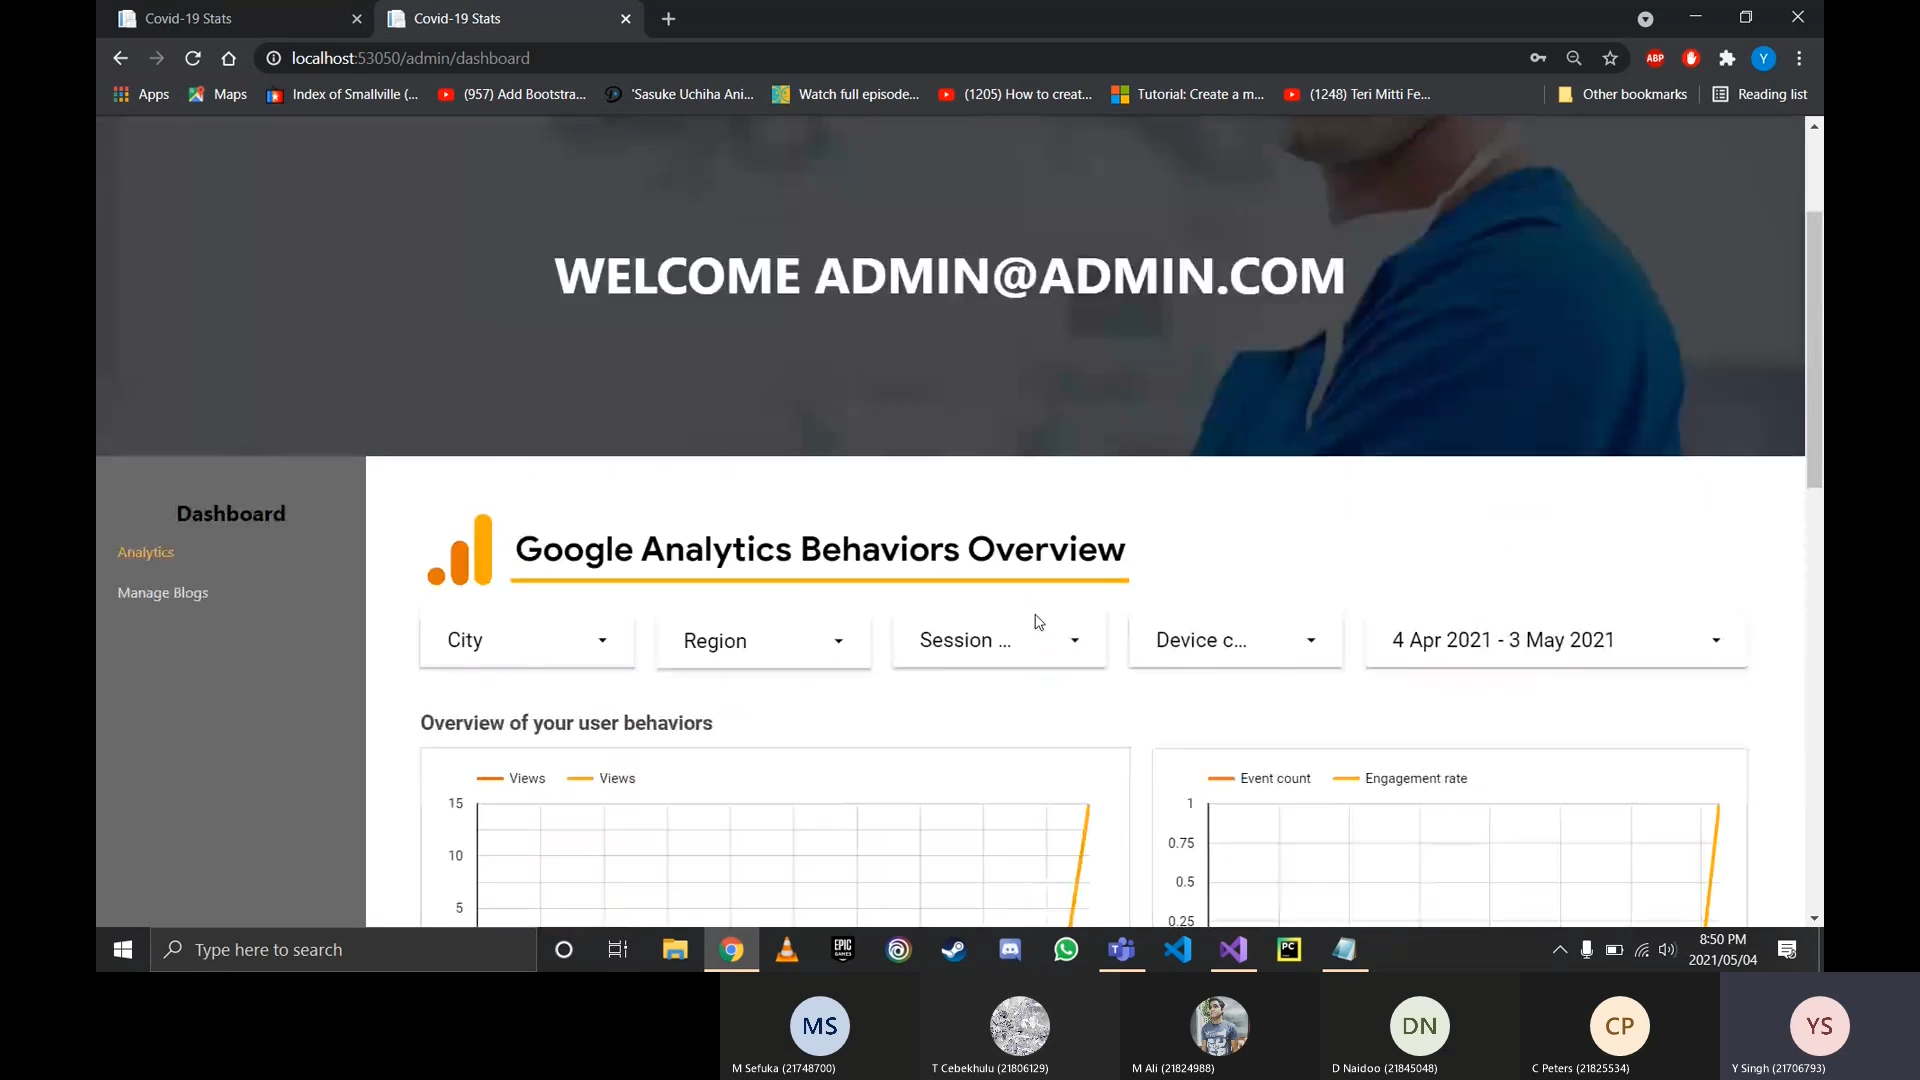 Covid-19 Stats
Covid-19 Stats
localhost:53050/admin/dashboard
ABP
Y
Apps
Maps
Index of Smallville (...
(957) Add Bootstra...
'Sasuke Uchiha Ani...
Watch full episode...
(1205) How to creat...
Tutorial: Create a m...
(1248) Teri Mitti Fe...
Other bookmarks
Reading list
WELCOME ADMIN@ADMIN.COM
Dashboard
Analytics
Manage Blogs
Google Analytics Behaviors Overview
City
Region
Session ...
Device c...
4 Apr 2021 - 3 May 2021
Overview of your user behaviors
Views
Views
15
10
5
Event count
Engagement rate
1
0.75
0.5
0.25
Type here to search
EPIC
GAMES
PC
8:50 PM
2021/05/04
MS
M Sefuka (21748700)
T Cebekhulu (21806129)
M Ali (21824988)
DN
D Naidoo (21845048)
CP
C Peters (21825534)
YS
Y Singh (21706793)